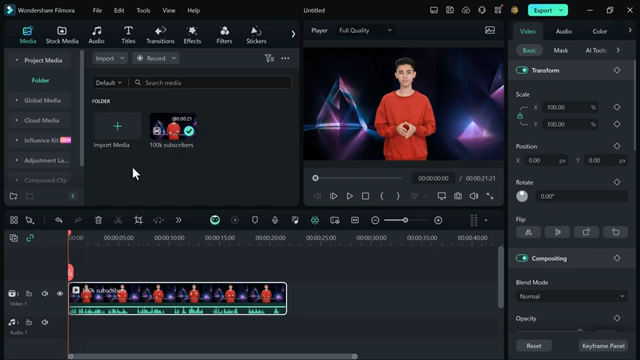 Wondershare Filmora File Edit Tools View Help Untitled Export
Media Stock Media Audio Titles Transitions Effects Filters Stickers
Player Full Quality
Video Audio Color
Basic Mask AI Tools
Project Media
Folder
Global Media
Cloud Media
Influence Kit NEW
Adjustment La...
Compound Clip
Import Record
Default Search media
FOLDER
00:00:21
Import Media 100k subscribers
00:00:00:00 / 00:00:21:21
Transform
Scale
X 100.00 %
Y 100.00 %
Position
X 0.00 px Y 0.00 px
Rotate
0.00°
Flip
Compositing
Blend Mode
Normal
Opacity
Reset Keyframe Panel
00:00 00:00:05:00 00:00:10:00 00:00:15:00 00:00:20:00 00:00:25:00 00:00:30:00 00:00:35:00 00:00:40:00
100k subscribers
Video 1
Audio 1